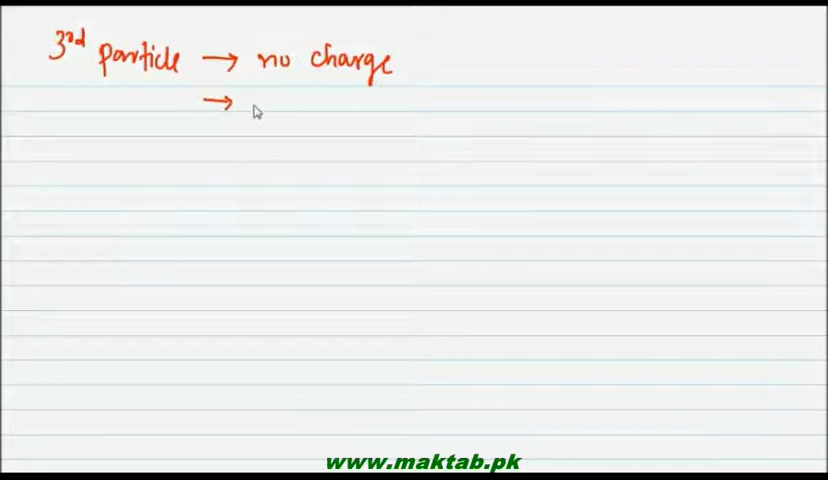 3rd particle → no charge
→
www.maktab.pk